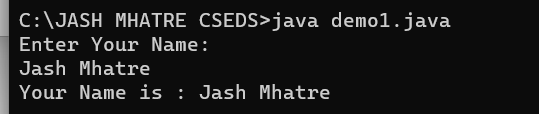 C:\JASH MHATRE CSEDS>java demo1.java
Enter Your Name:
Jash Mhatre
Your Name is : Jash Mhatre